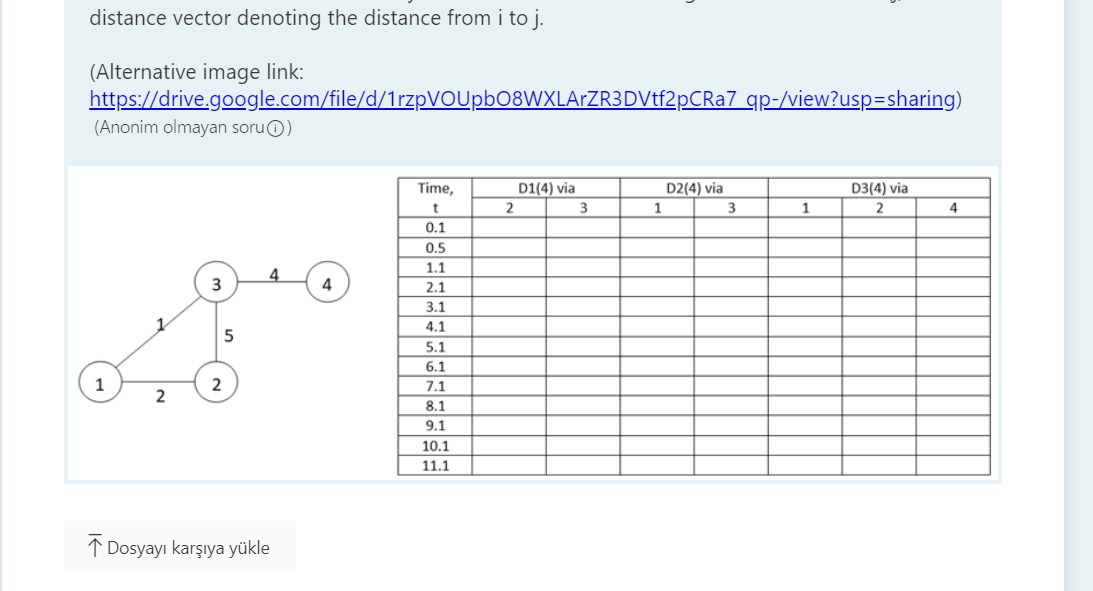 distance vector denoting the distance from i to j.
(Alternative image link:
https://drive.google.com/file/d/1rzpVOUpbO8WXLArZR3DVtf2pCRa7_qp-/view?usp=sharing)
(Anonim olmayan soru)
Time, D1(4) via D2(4) via D3(4) via
t 2 3 1 3 1 2 4
0.1
0.5
1.1
2.1
3.1
4.1
5.1
6.1
7.1
8.1
9.1
10.1
11.1
3 4 4
1 5
1 2 2
Dosyayı karşıya yükle